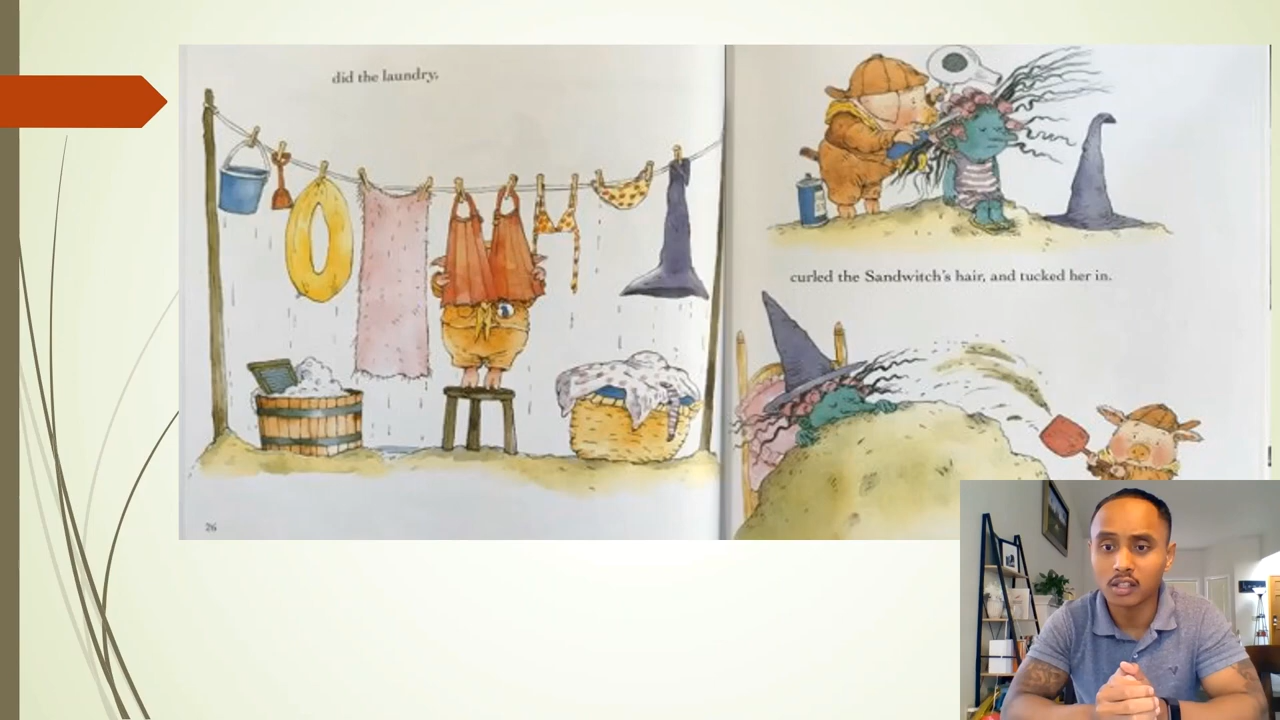 did the laundry,
curled the Sandwitch's hair, and tucked her in.
26